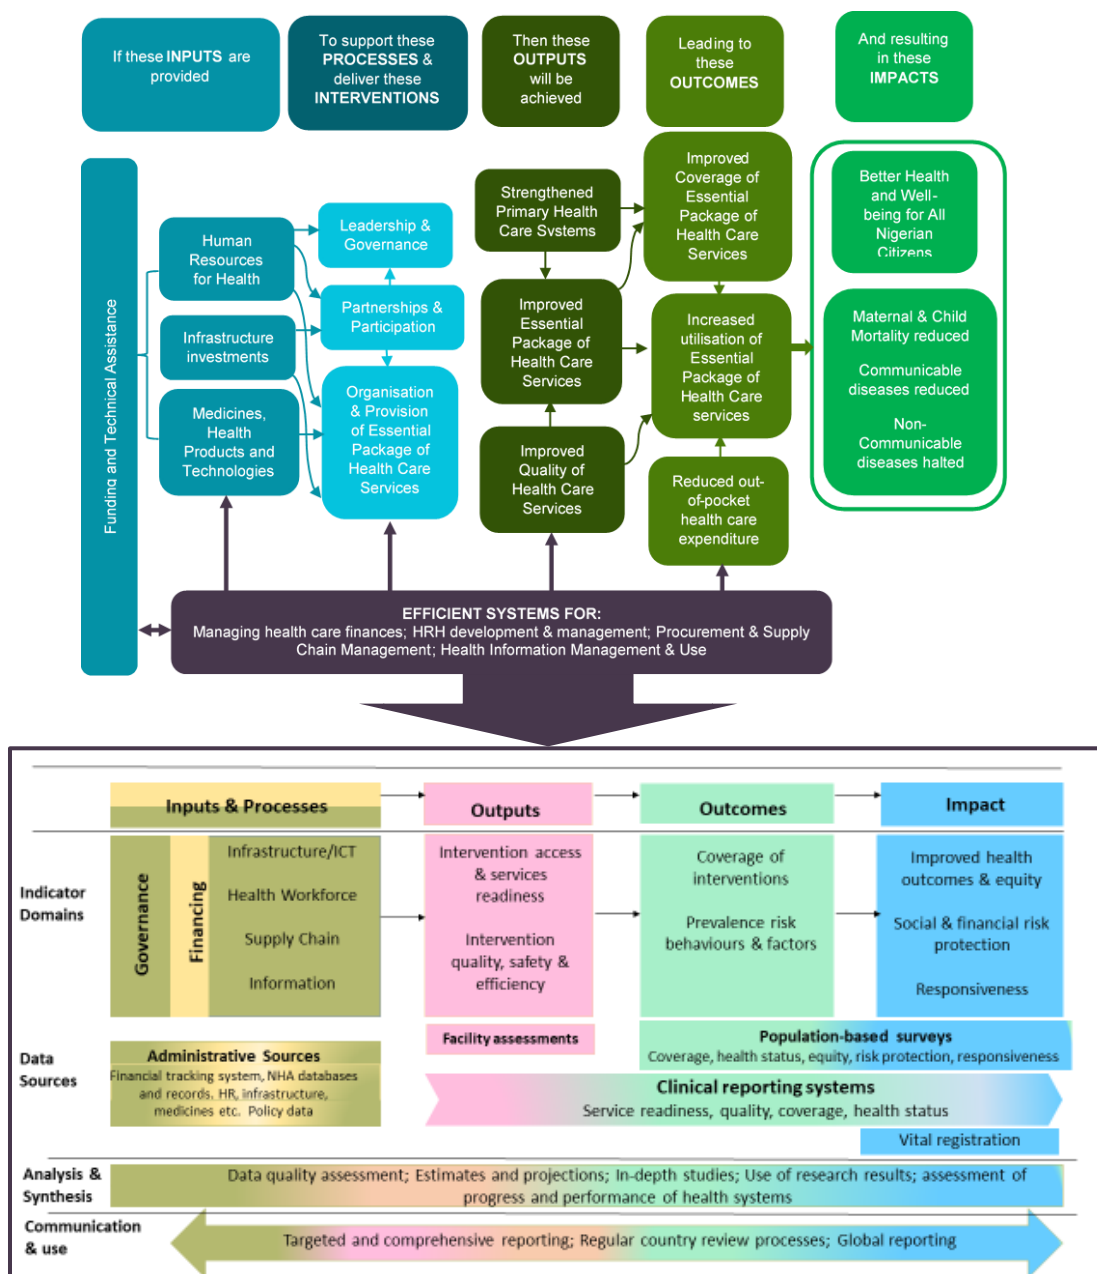 If these INPUTS are
provided
To support these
PROCESSES &
deliver these
INTERVENTIONS
Then these
OUTPUTS
will be
achieved
Leading to
these
OUTCOMES
And resulting
in these
IMPACTS
Funding and Technical Assistance
Human
Resources
for Health
Infrastructure
investments
Medicines,
Health
Products and
Technologies
Leadership &
Governance
Partnerships &
Participation
Organisation
& Provision
of Essential
Package of
Health Care
Services
Strengthened
Primary Health
Care Systems
Improved
Essential
Package of
Health Care
Services
Improved
Quality of
Health Care
Services
Improved
Coverage of
Essential
Package of
Health Care
Services
Increased
utilisation of
Essential
Package of
Health Care
services
Reduced out-
of-pocket
health care
expenditure
Better Health
and Well-
being for All
Nigerian
Citizens
Maternal & Child
Mortality reduced
Communicable
diseases reduced
Non-
Communicable
diseases halted
EFFICIENT SYSTEMS FOR:
Managing health care finances; HRH development & management; Procurement & Supply
Chain Management; Health Information Management & Use
Inputs & Processes
Outputs
Outcomes
Impact
Indicator
Domains
Governance
Financing
Infrastructure/ICT
Health Workforce
Supply Chain
Information
Intervention access
& services
readiness
Intervention
quality, safety &
efficiency
Coverage of
interventions
Prevalence risk
behaviours & factors
Improved health
outcomes & equity
Social & financial risk
protection
Responsiveness
Data
Sources
Administrative Sources
Financial tracking system, NHA databases
and records, HR, infrastructure,
medicines etc. Policy data
Facility assessments
Population-based surveys
Coverage, health status, equity, risk protection, responsiveness
Clinical reporting systems
Service readiness, quality, coverage, health status
Vital registration
Analysis &
Synthesis
Data quality assessment; Estimates and projections; In-depth studies; Use of research results; assessment of
progress and performance of health systems
Communication
& use
Targeted and comprehensive reporting; Regular country review processes; Global reporting